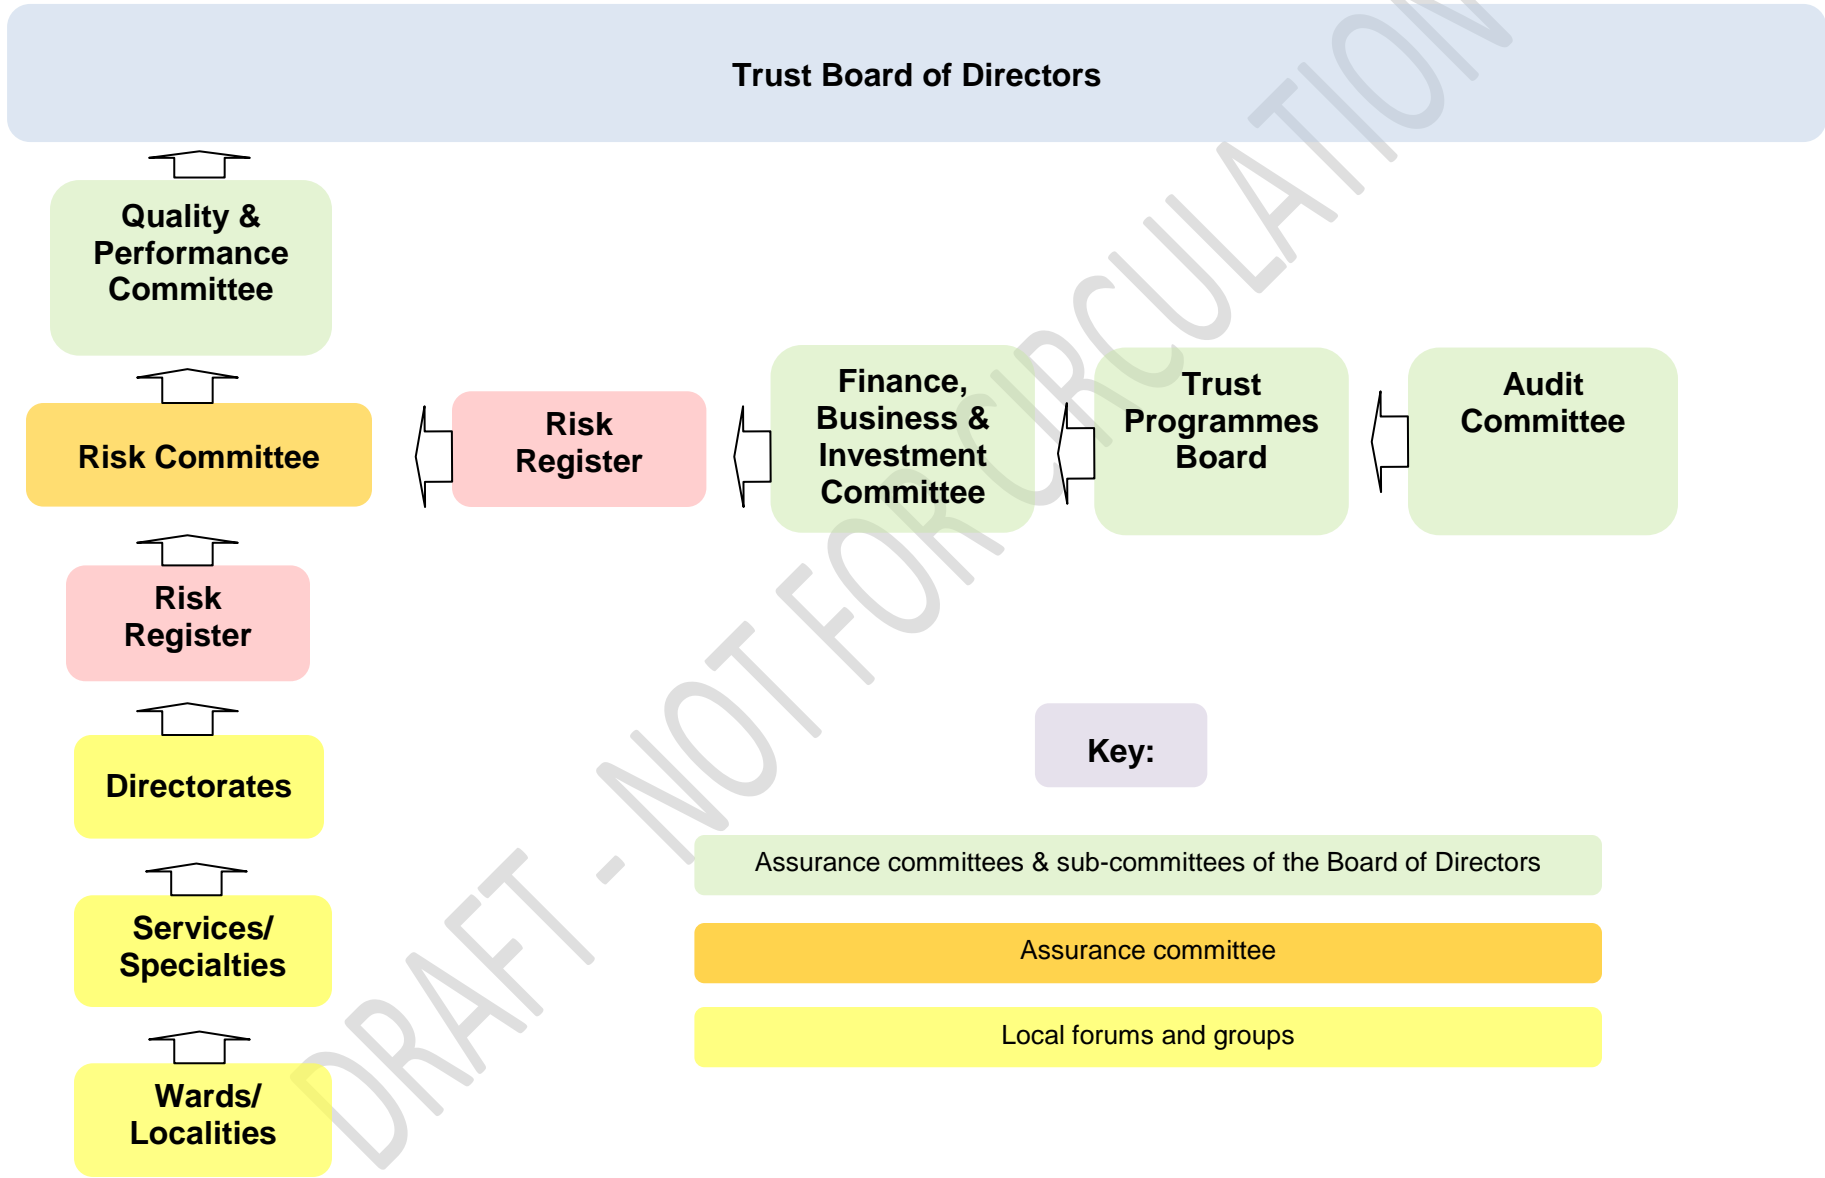 Trust Board of Directors
Quality &
Performance
Committee
Risk Committee
Risk
Register
Finance,
Business &
Investment
Committee
Trust
Programmes
Board
Audit
Committee
Risk
Register
Directorates
Services/
Specialties
Wards/
Localities
Key:
Assurance committees & sub-committees of the Board of Directors
Assurance committee
Local forums and groups
DRAFT - NOT FOR CIRCULATION